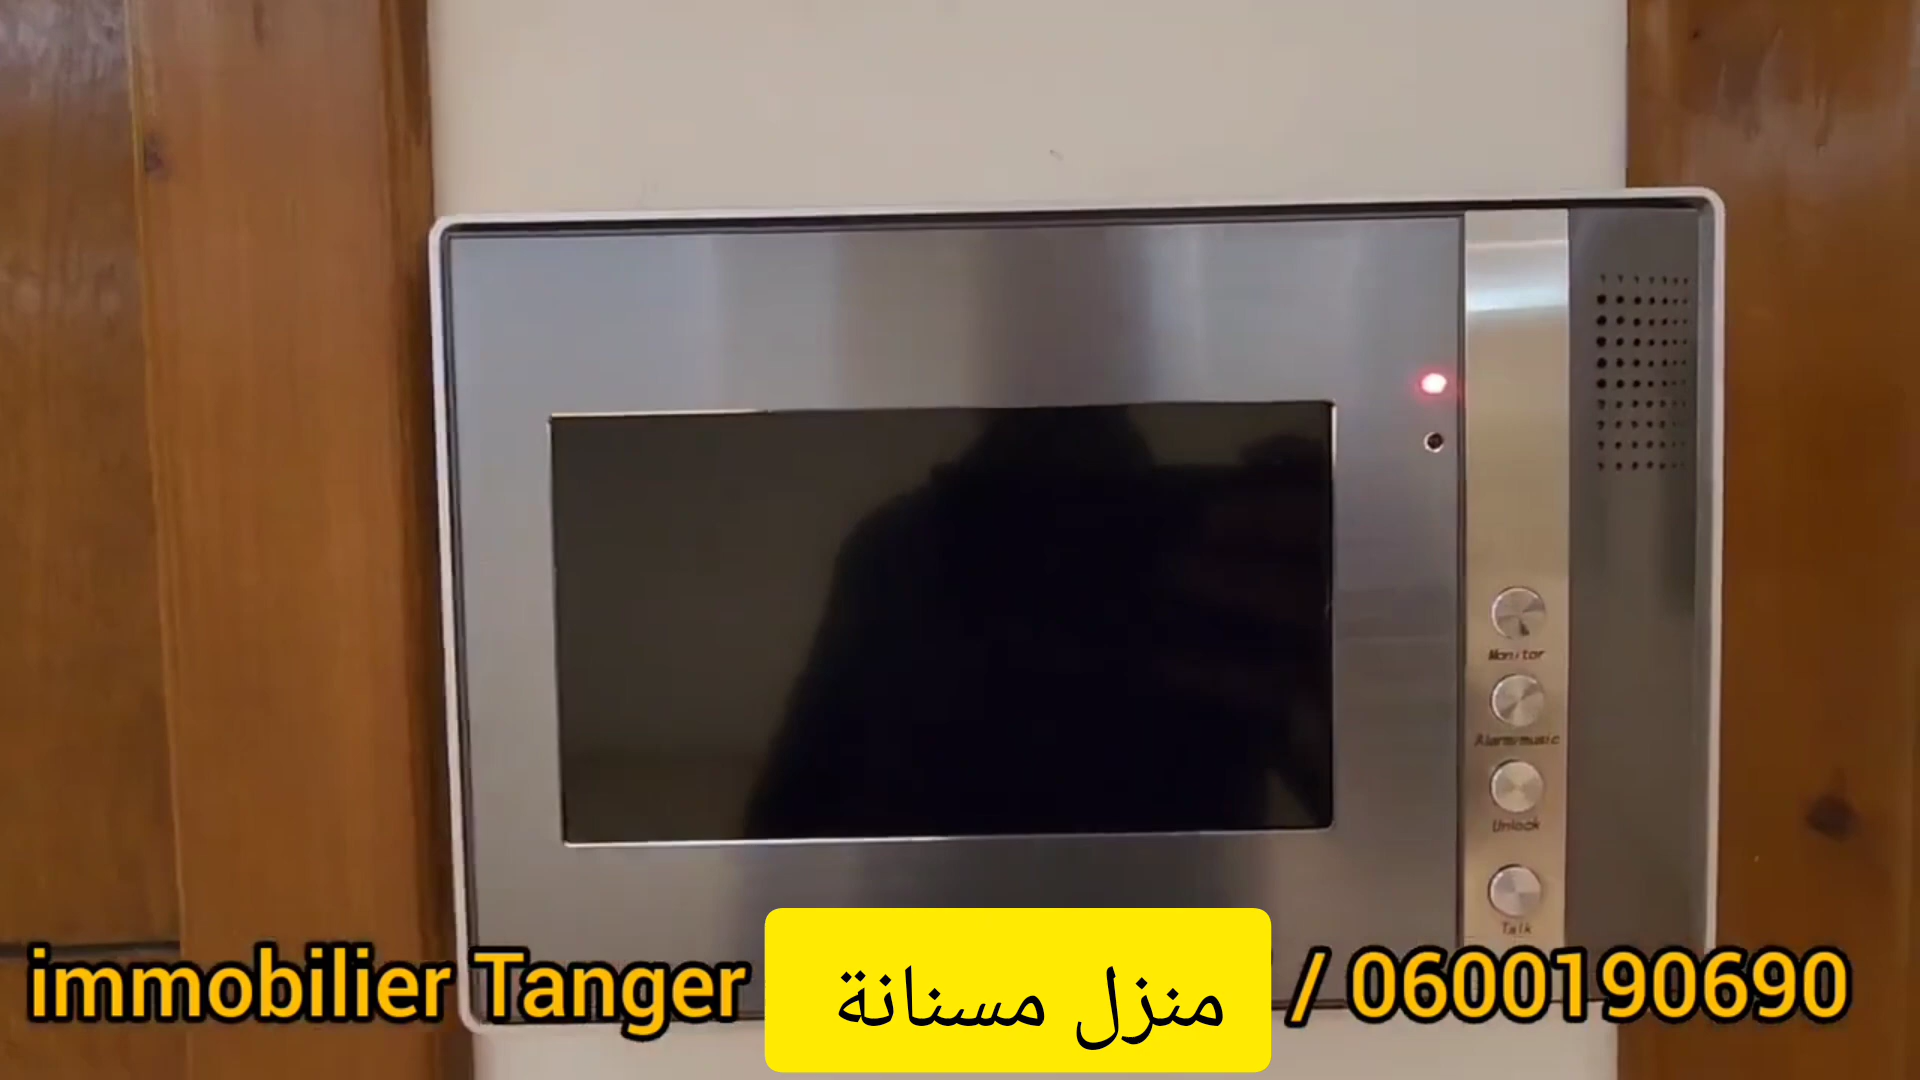 Monitor
Alarm/music
Unlock
Talk
immobilier Tanger منزل مسنانة / 0600190690